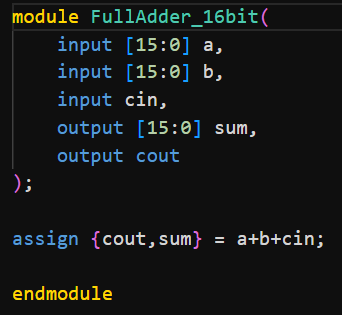 module FullAdder_16bit(
    input [15:0] a,
    input [15:0] b,
    input cin,
    output [15:0] sum,
    output cout
);
assign {cout,sum} = a+b+cin;
endmodule